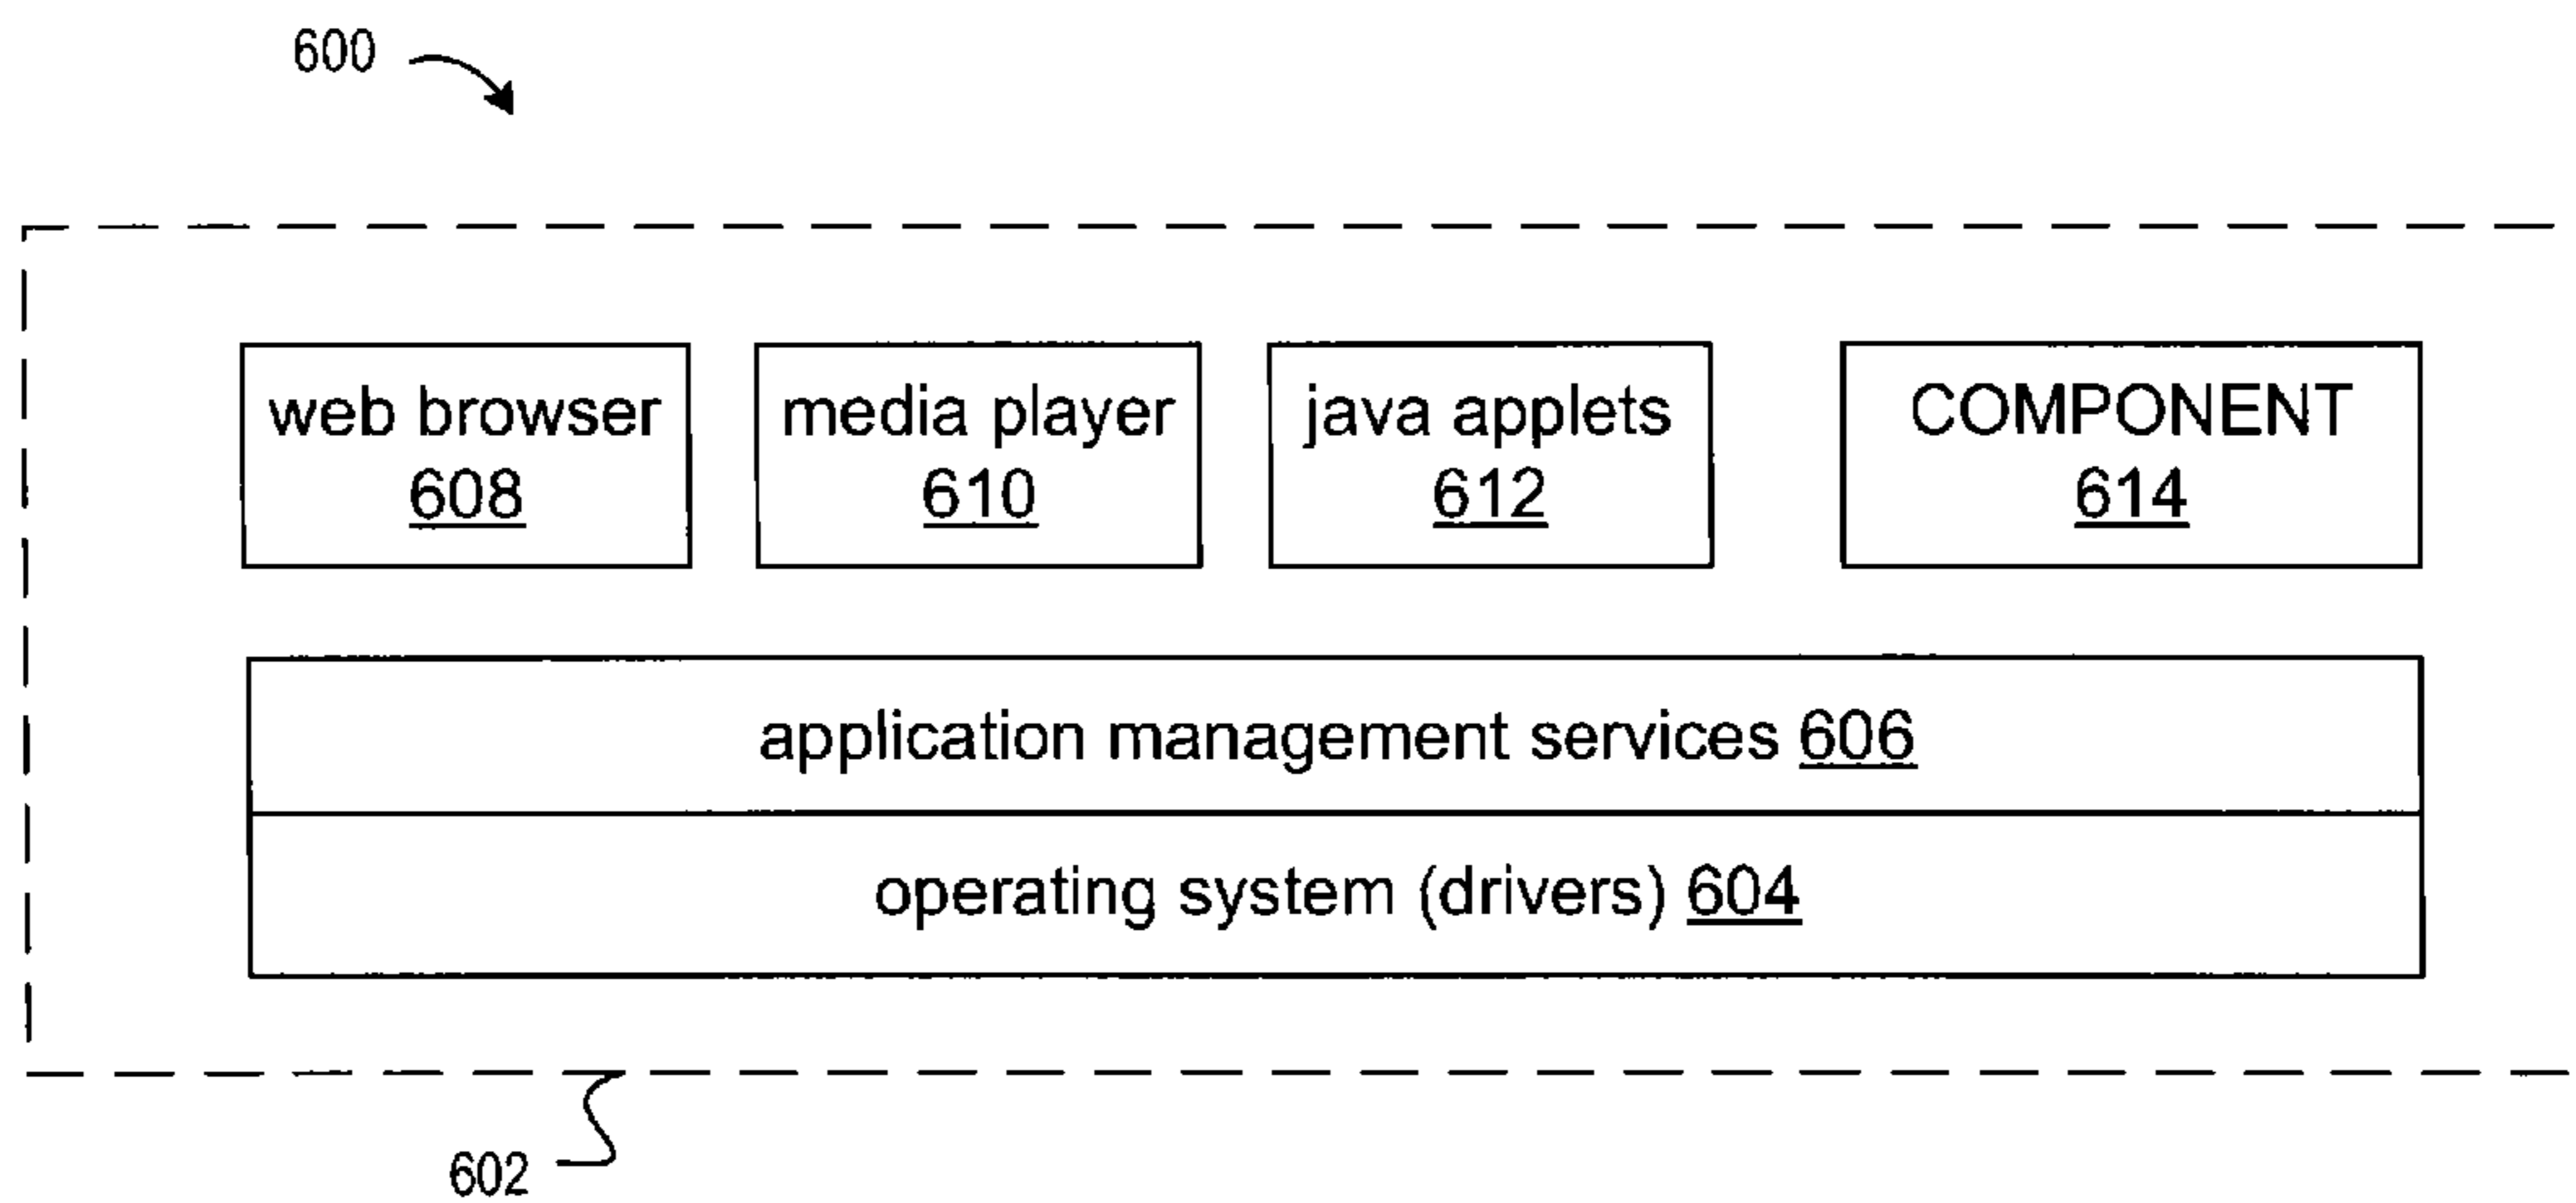 600
web browser
608
media player
610
java applets
612
COMPONENT
614
application management services 606
operating system (drivers) 604
602